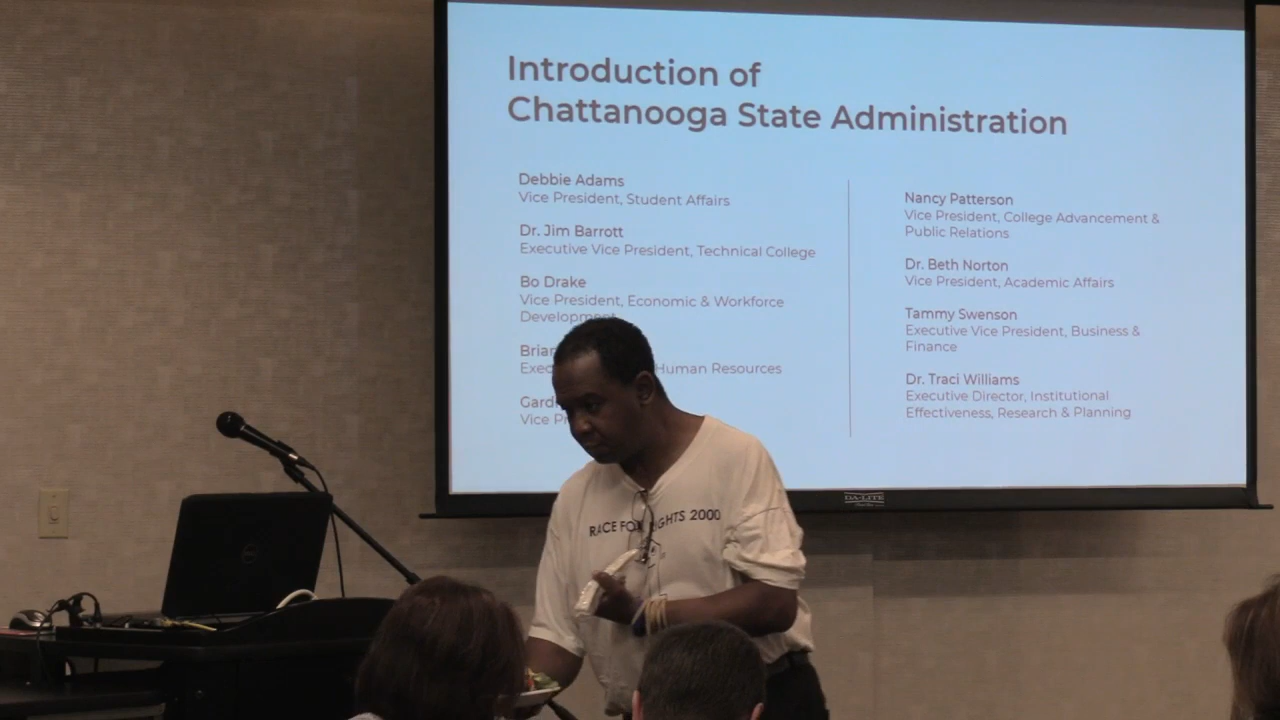 Introduction of
Chattanooga State Administration
Debbie Adams
Vice President, Student Affairs
Dr. Jim Barrott
Executive Vice President, Technical College
Bo Drake
Vice President, Economic & Workforce
Development
Human Resources
Vice
Nancy Patterson
Vice President, College Advancement &
Public Relations
Dr. Beth Norton
Vice President, Academic Affairs
Tammy Swenson
Executive Vice President, Business &
Finance
Dr. Traci Williams
Executive Director, Institutional
Effectiveness, Research & Planning
DA-LITE
RACE FOR RIGHTS 2000